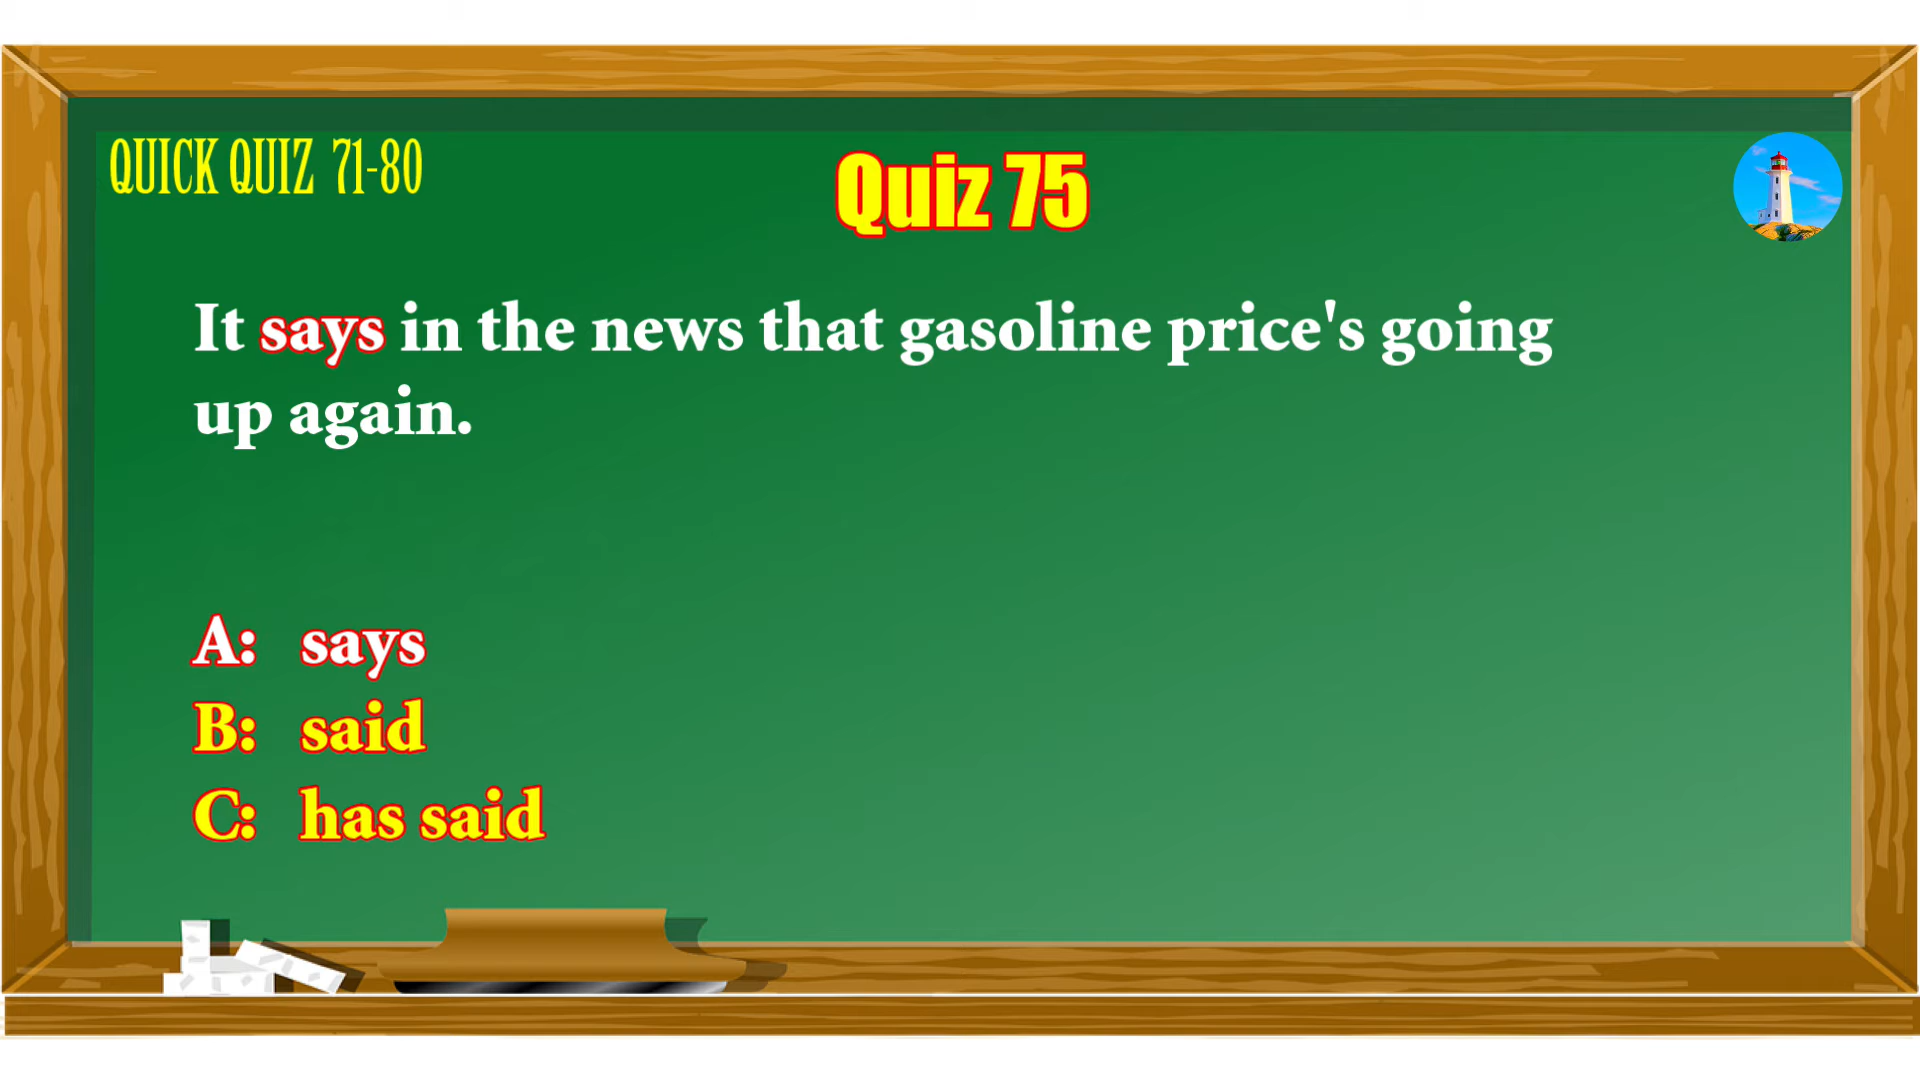 QUICK QUIZ 71-80
Quiz 75
It says in the news that gasoline price's going
up again.
A: says
B: said
C: has said